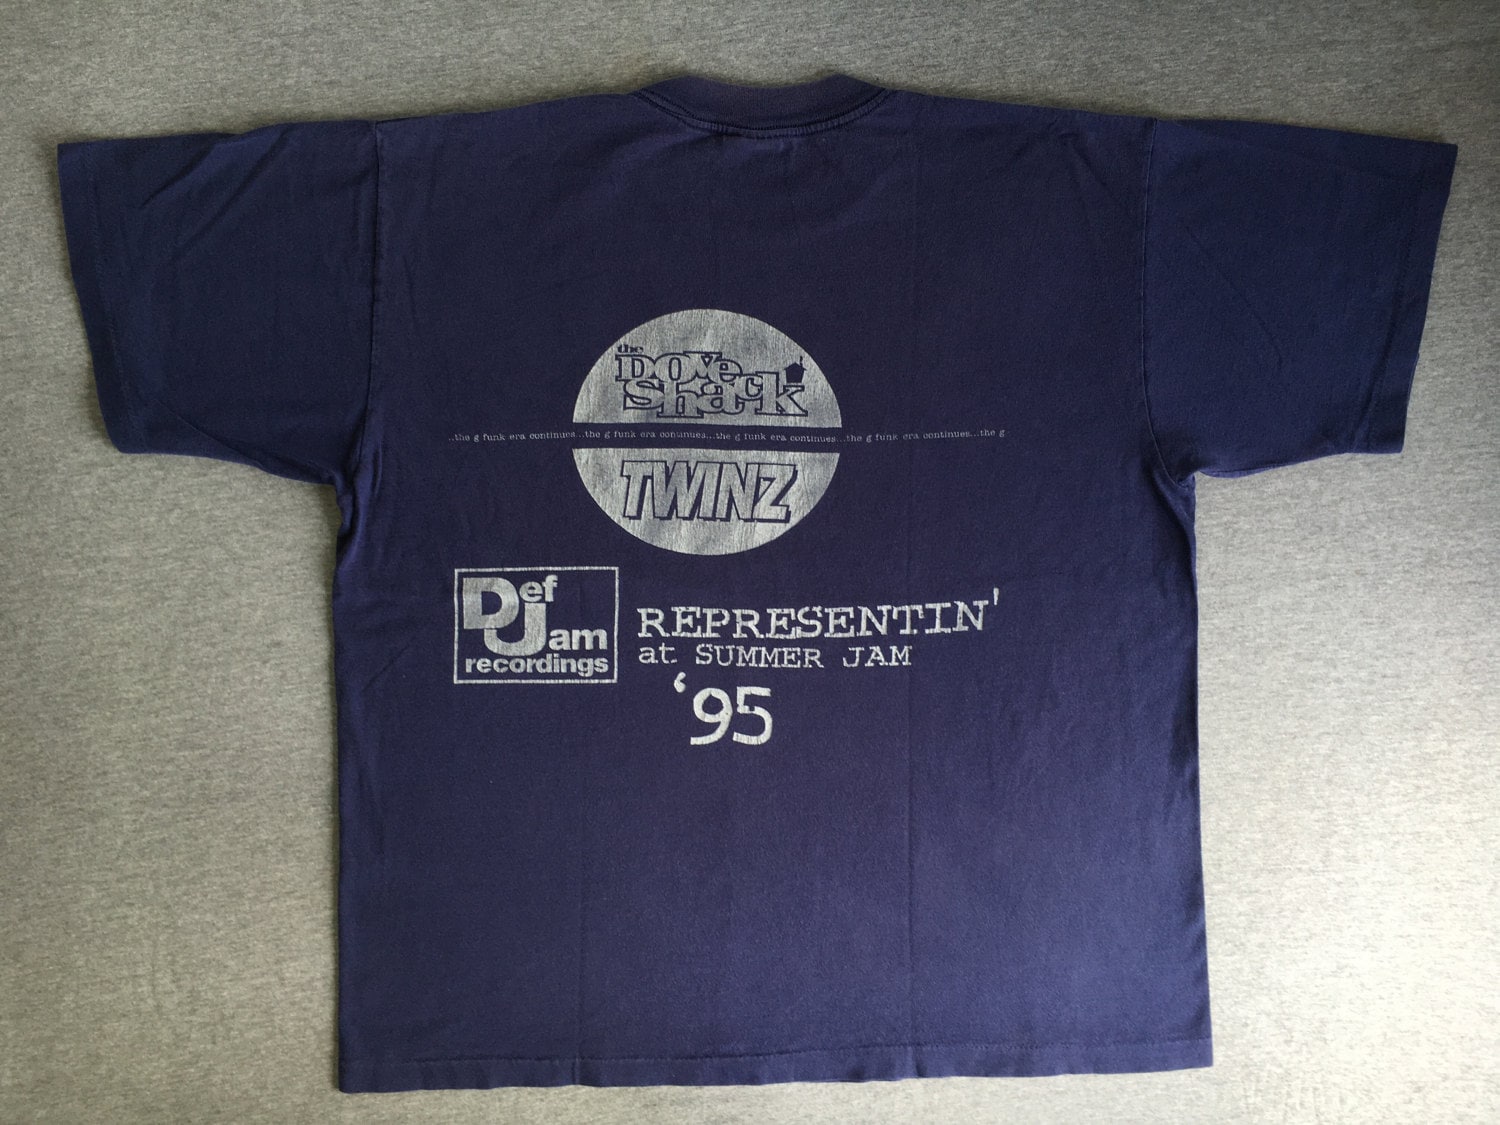 the
Dove
Shack
..the g funk era continues...the g funk era continues...the g funk era continues...the g funk era continues...the g
TWINZ
Def
Jam
recordings
REPRESENTIN'
at SUMMER JAM
‘95